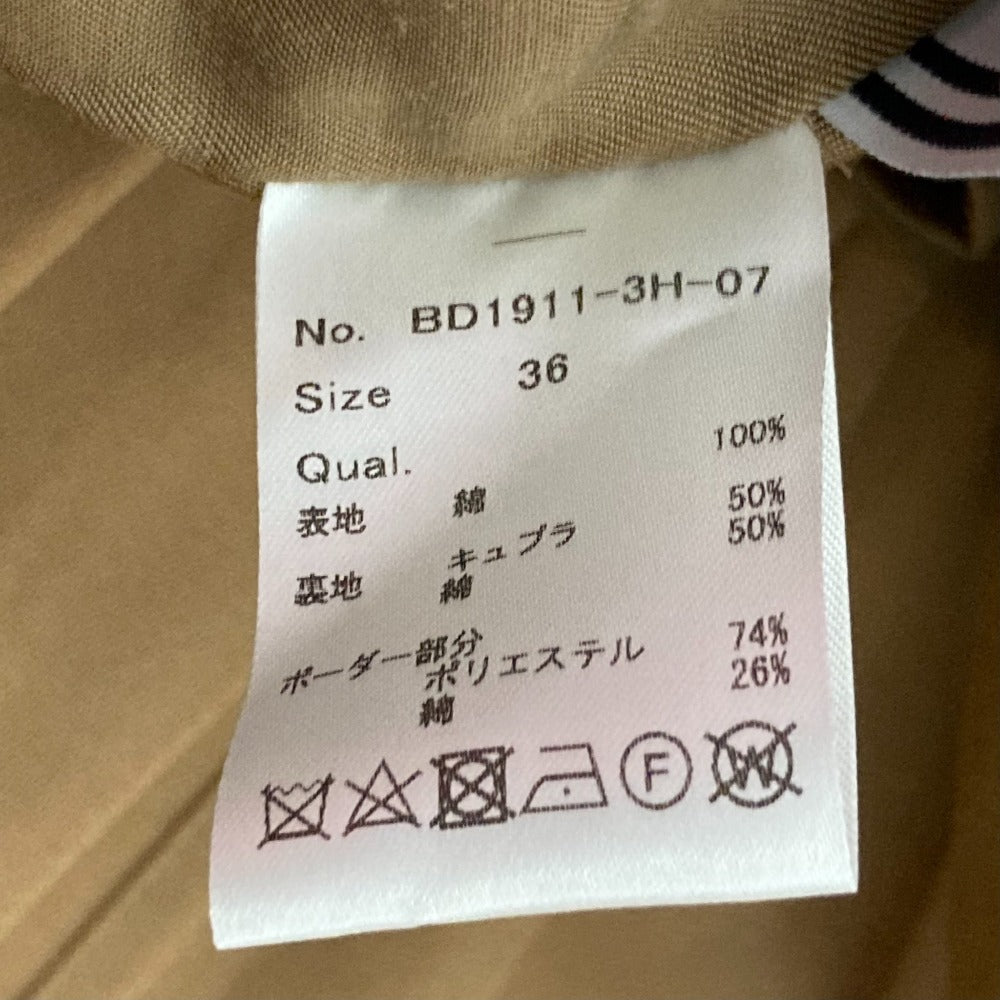 No. BD1911-3H-07
Size 36
Qual.
表地 綿 100%
裏地 キュプラ 50%
綿 50%
ボーダー部分
ポリエステル 74%
綿 26%
F
W